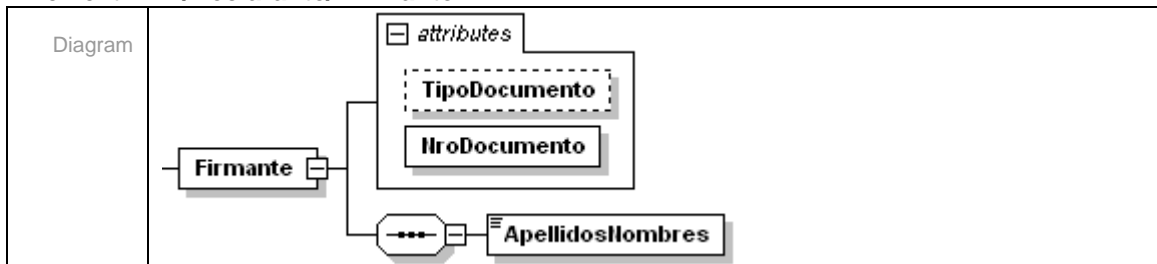 Diagram
attributes
TipoDocumento
NroDocumento
Firmante
ApellidosNombres